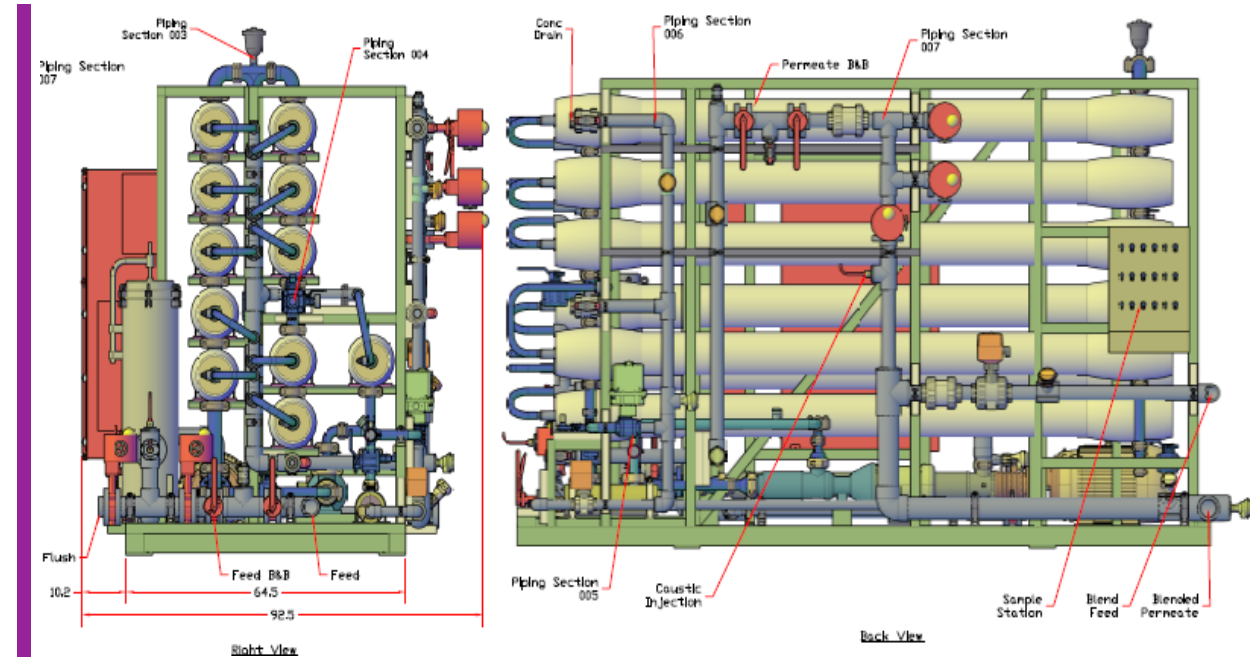 Piping
Section 003
Piping
Section 004
Piping Section
007
Flush
Feed B&B
Feed
10.2
64.5
92.5
Right View
Conc
Drain
Piping Section
006
Permeate B&B
Piping Section
007
Piping Section
005
Caustic
Injection
Sample
Station
Blend
Feed
Blended
Permeate
Back View